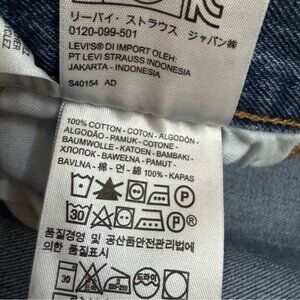 リーバイ・ストラウス ジャパン㈱
0120-099-501
LEVI'S® DI IMPORT OLEH:
PT LEVI STRAUSS INDONESIA
JAKARTA - INDONESIA
S40154 AD
100% COTTON - COTON - ALGODÓN -
ALGODÃO - PAMUK - COTONE -
BAUMWOLLE - KATOEN - BAMBAKI -
ХЛОПОК - BAWEŁNA - PAMUT -
BAVLNA - 棉 - 면 - 綿 100% - KAPAS
P
30
P
품질경영 및 공산품안전관리법에
의한 품질표시
30